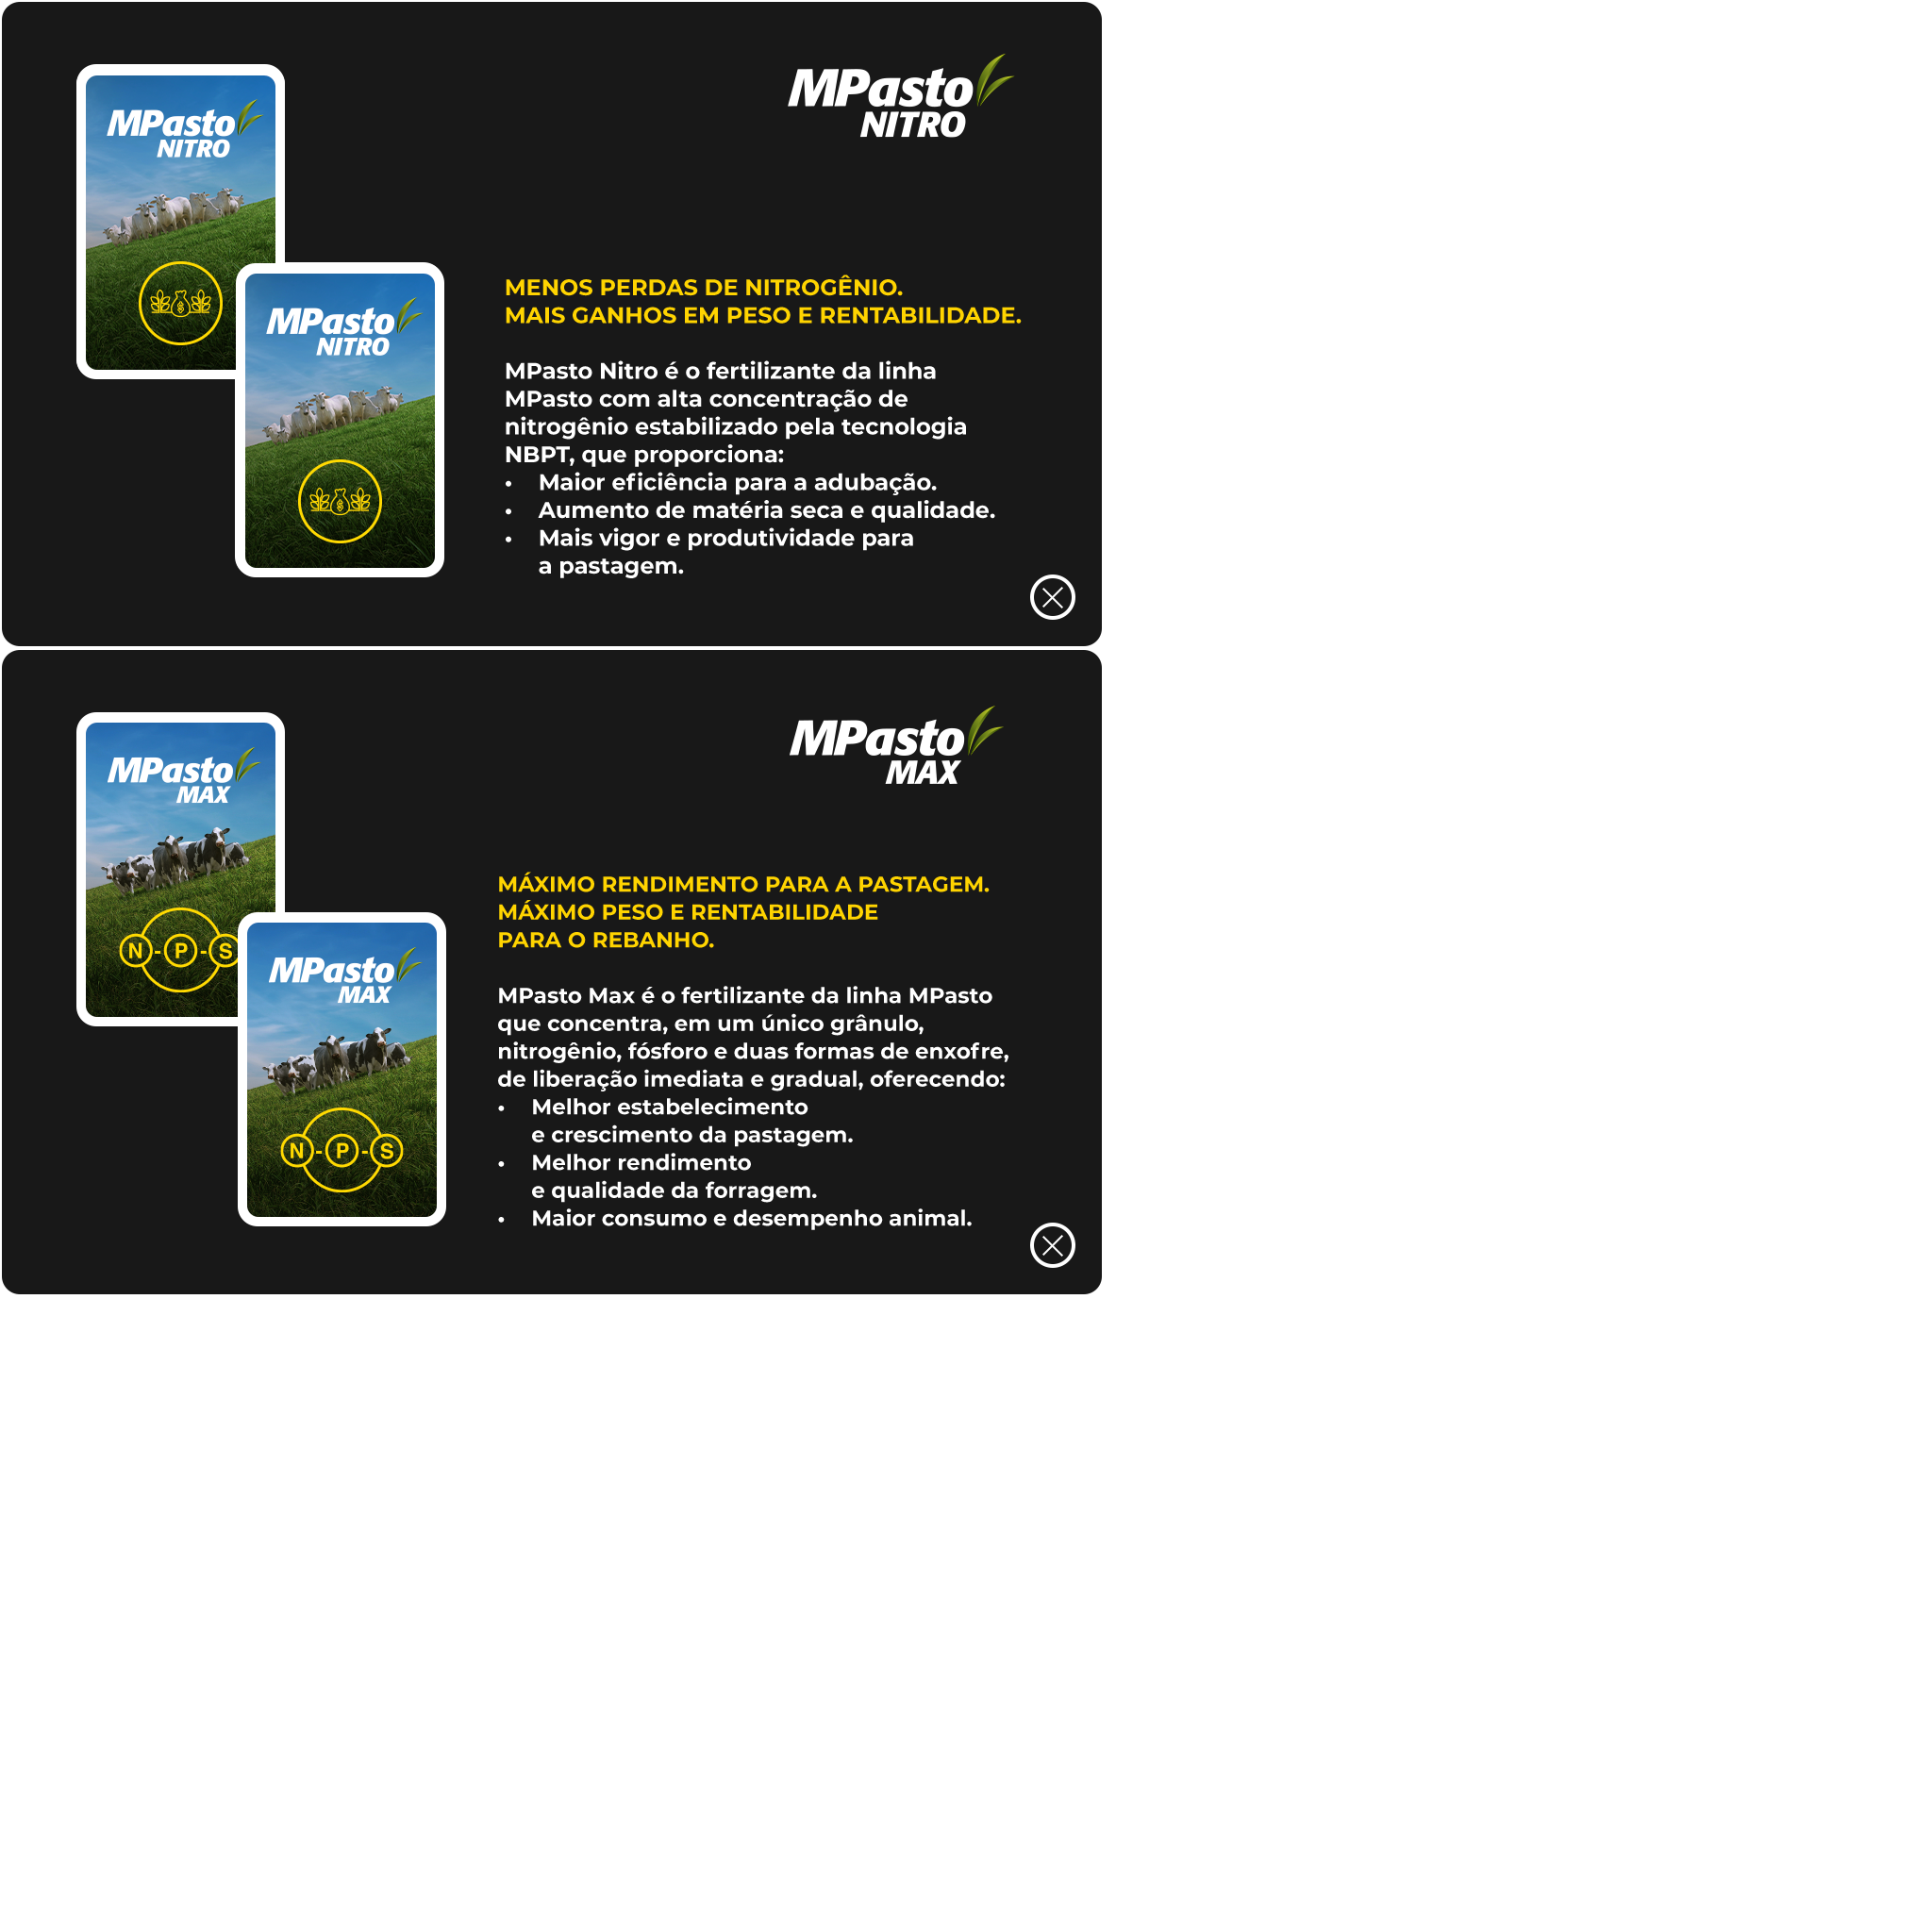 MPasto
NITRO
MPasto
NITRO
MPasto
NITRO
MENOS PERDAS DE NITROGÊNIO.
MAIS GANHOS EM PESO E RENTABILIDADE.
MPasto Nitro é o fertilizante da linha
MPasto com alta concentração de
nitrogênio estabilizado pela tecnologia
NBPT, que proporciona:
• Maior eficiência para a adubação.
• Aumento de matéria seca e qualidade.
• Mais vigor e produtividade para
a pastagem.
MPasto
MAX
N-P-S
MPasto
MAX
N-P-S
MPasto
MAX
MÁXIMO RENDIMENTO PARA A PASTAGEM.
MÁXIMO PESO E RENTABILIDADE
PARA O REBANHO.
MPasto Max é o fertilizante da linha MPasto
que concentra, em um único grânulo,
nitrogênio, fósforo e duas formas de enxofre,
de liberação imediata e gradual, oferecendo:
• Melhor estabelecimento
e crescimento da pastagem.
• Melhor rendimento
e qualidade da forragem.
• Maior consumo e desempenho animal.